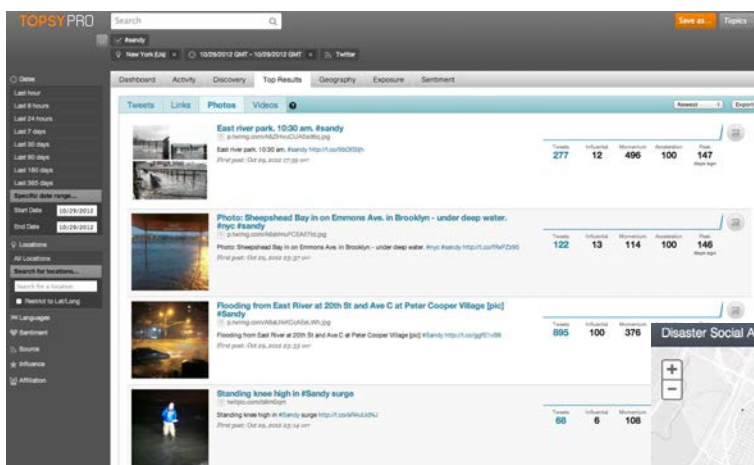 TOPSYPRO
Search
Save as...
Topics
#sandy
New York (Us) × 10/29/2012 GMT - 10/29/2012 GMT × Twitter
Dates
Last hour
Last 6 hours
Last 24 hours
Last 7 days
Last 30 days
Last 90 days
Last 180 days
Last 365 days
Specific date range...
Start Date 10/29/2012
End Date 10/29/2012
Locations
All Locations
Search for locations...
Search for a location
Restrict to Lat/Long
Languages
Sentiment
Source
Influence
Affiliation
Dashboard Activity Discovery Top Results Geography Exposure Sentiment
Tweets Links Photos Videos ?
Newest
Export
East river park. 10:30 am. #sandy
East river park. 10:30 am. #sandy
First post: Oct 29, 2012
Tweets Influential Momentum Acceleration Peak
277 12 496 100 147
days ago
Photo: Sheepshead Bay in on Emmons Ave. in Brooklyn - under deep water.
#nyc #sandy
Photo: Sheepshead Bay in on Emmons Ave. in Brooklyn - under deep water. #nyc #sandy
First post: Oct 29, 2012 23:37
Tweets Influential Momentum Acceleration Peak
122 13 114 100 146
days ago
Flooding from East River at 20th St and Ave C at Peter Cooper Village [pic]
#Sandy
Flooding from East River at 20th St and Ave C at Peter Cooper Village [pic] #Sandy
First post: Oct 29, 2012 23:33
Tweets Influential Momentum
895 100 376
Standing knee high in #Sandy surge
Standing knee high in #Sandy surge
First post: Oct 29, 2012 23:14
Tweets Influential Momentum
68 6 108
Disaster Social A
+
-